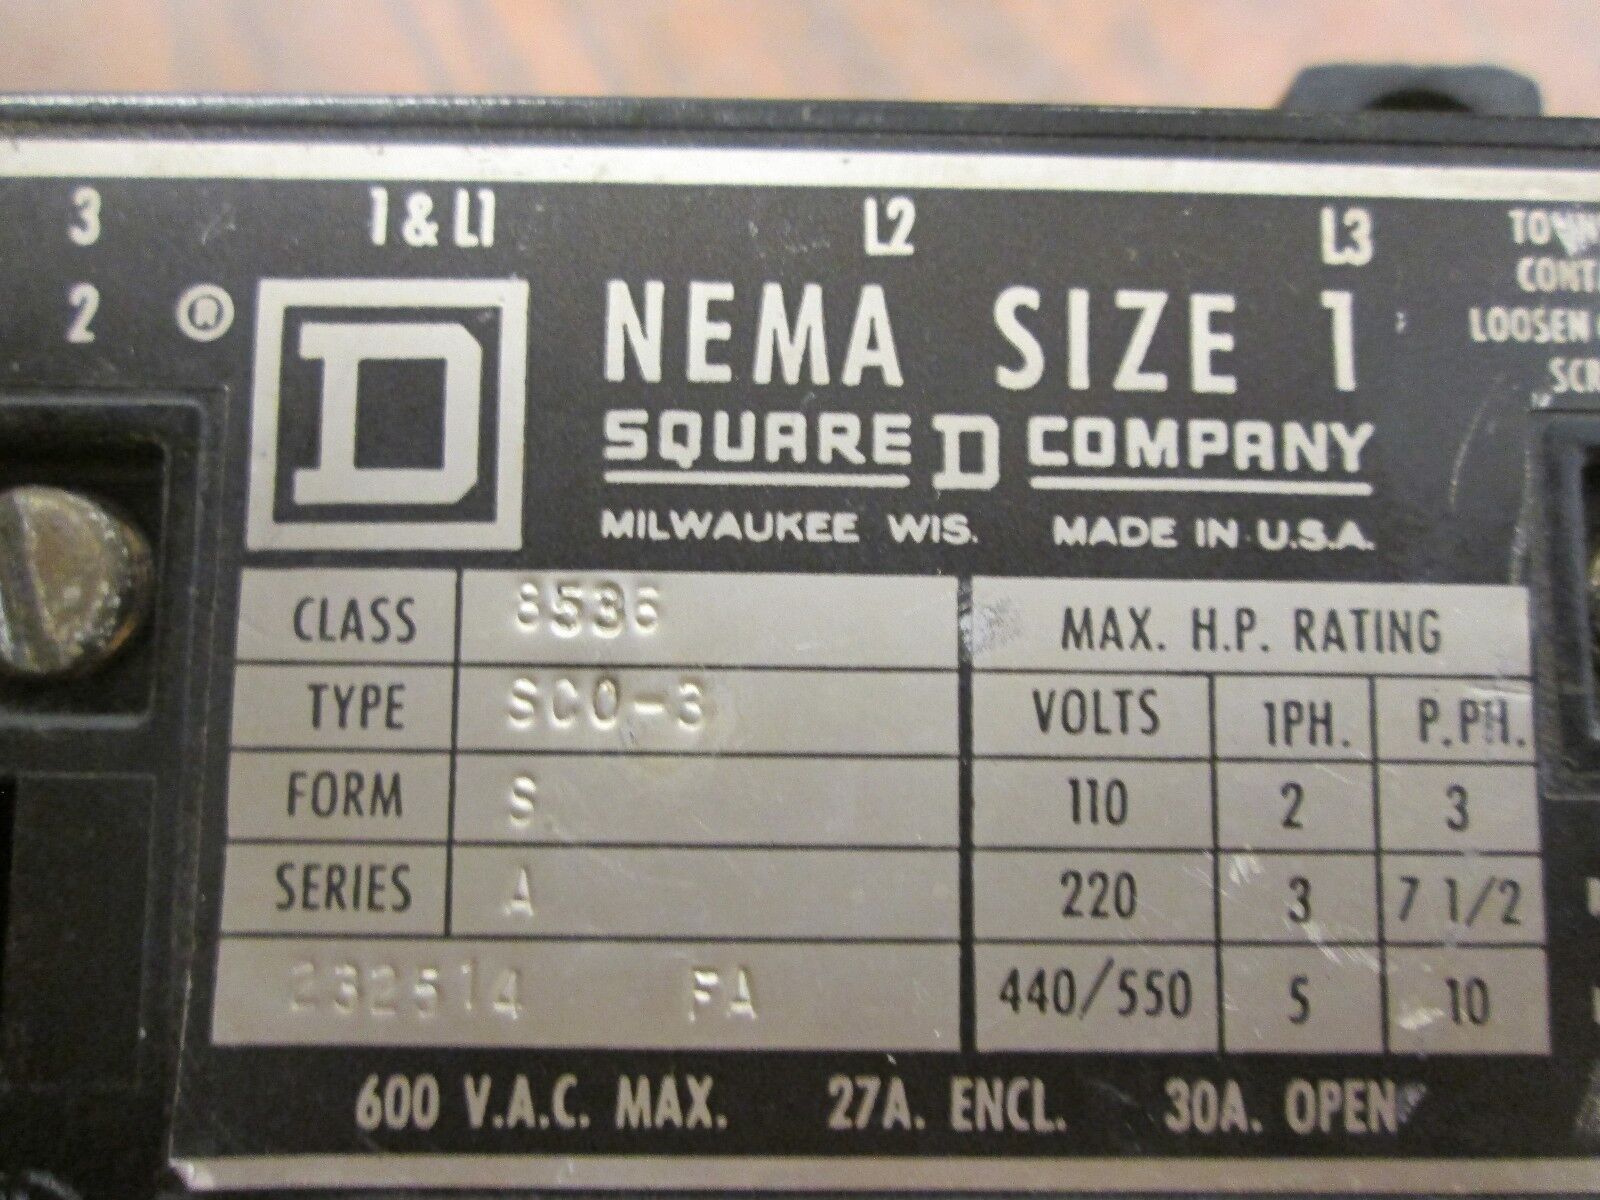 3 1 & L1 L2 L3
2 ® D NEMA SIZE 1
LOOSEN
SQUARE D COMPANY
MILWAUKEE WIS. MADE IN U.S.A.
CLASS 8536 MAX. H.P. RATING
TYPE SCO-3 VOLTS 1PH. P.PH.
FORM S 110 2 3
SERIES A 220 3 7 1/2
232514 FA 440/550 5 10
600 V.A.C. MAX. 27A. ENCL. 30A. OPEN